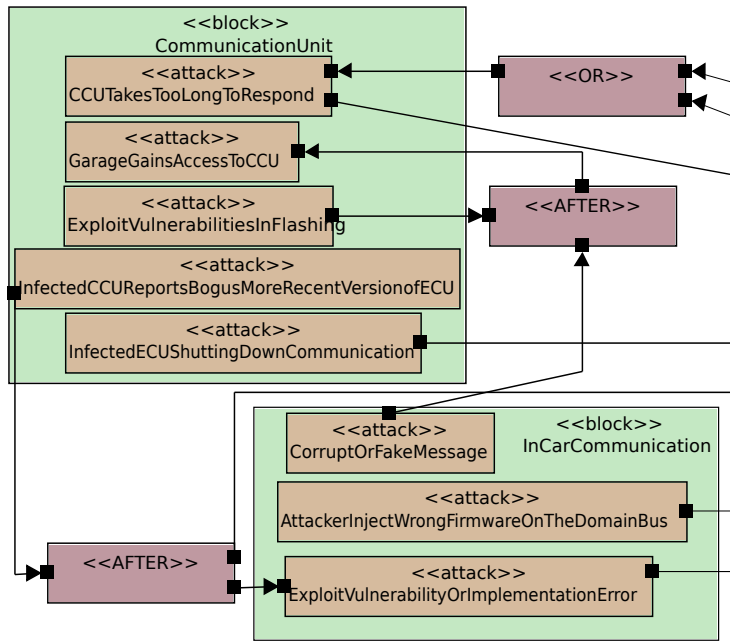 <<block>>
CommunicationUnit
<<attack>>
CCUTakesTooLongToRespond
<<OR>>
<<attack>>
GarageGainsAccessToCCU
<<attack>>
ExploitVulnerabilitiesInFlashing
<<AFTER>>
<<attack>>
InfectedCCUReportsBogusMoreRecentVersionofECU
<<attack>>
InfectedECUShuttingDownCommunication
<<block>>
InCarCommunication
<<attack>>
CorruptOrFakeMessage
<<attack>>
AttackerInjectWrongFirmwareOnTheDomainBus
<<AFTER>>
<<attack>>
ExploitVulnerabilityOrImplementationError